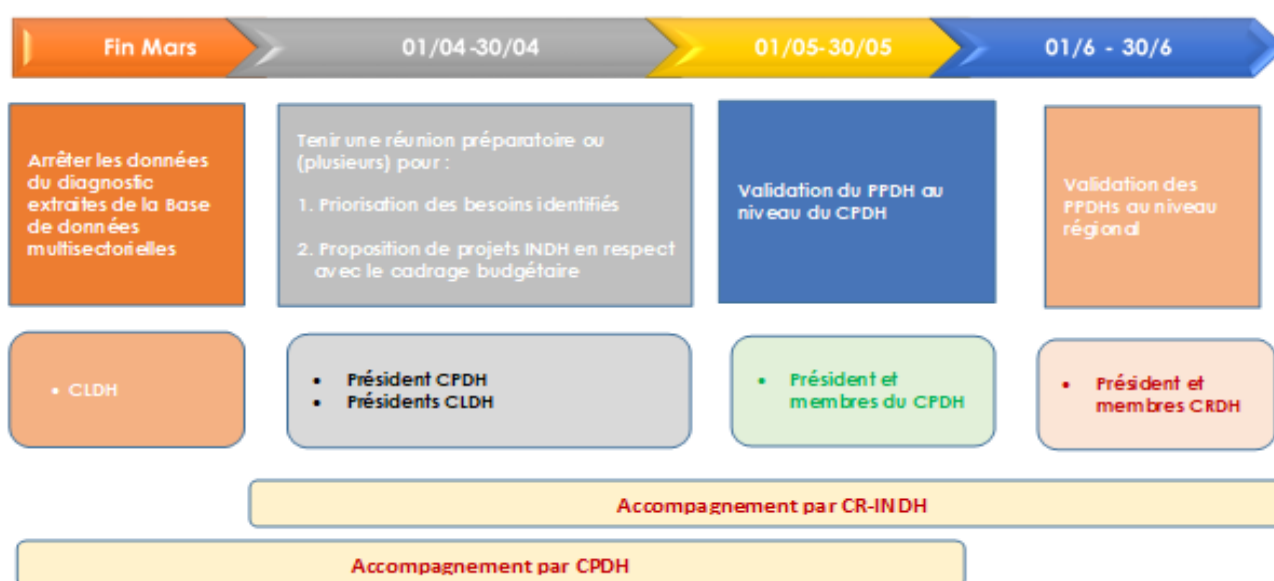 Fin Mars
01/04-30/04
01/05-30/05
01/6 - 30/6
Arrêter les données
du diagnostic
extraites de la Base
de données
multisectorielles
Tenir une réunion préparatoire ou
(plusieurs) pour :
1. Priorisation des besoins identifiés
2. Proposition de projets INDH en respect
avec le cadrage budgétaire
Validation du PPDH au
niveau du CPDH
Validation des
PPDHs au niveau
régional
• CLDH
• Président CPDH
• Présidents CLDH
• Président et
membres du CPDH
• Président et
membres CRDH
Accompagnement par CR-INDH
Accompagnement par CPDH